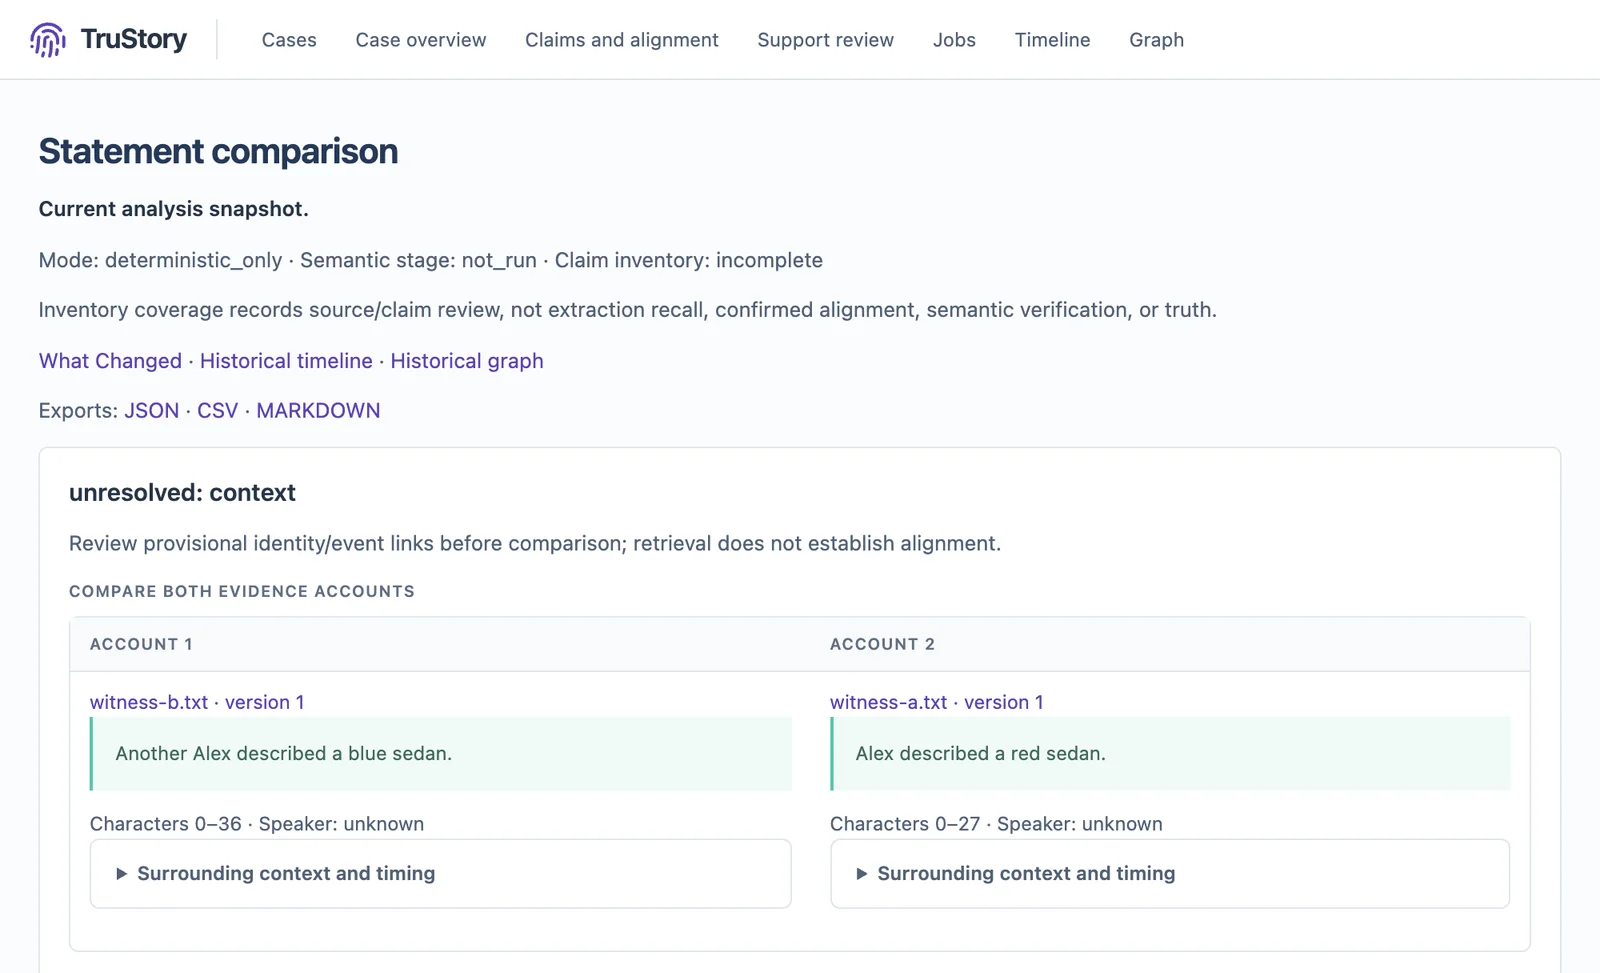 TruStory
Cases
Case overview
Claims and alignment
Support review
Jobs
Timeline
Graph
Statement comparison
Current analysis snapshot.
Mode: deterministic_only · Semantic stage: not_run · Claim inventory: incomplete
Inventory coverage records source/claim review, not extraction recall, confirmed alignment, semantic verification, or truth.
What Changed · Historical timeline · Historical graph
Exports: JSON · CSV · MARKDOWN
unresolved: context
Review provisional identity/event links before comparison; retrieval does not establish alignment.
COMPARE BOTH EVIDENCE ACCOUNTS
ACCOUNT 1
ACCOUNT 2
witness-b.txt · version 1
Another Alex described a blue sedan.
Characters 0–36 · Speaker: unknown
Surrounding context and timing
witness-a.txt · version 1
Alex described a red sedan.
Characters 0–27 · Speaker: unknown
Surrounding context and timing